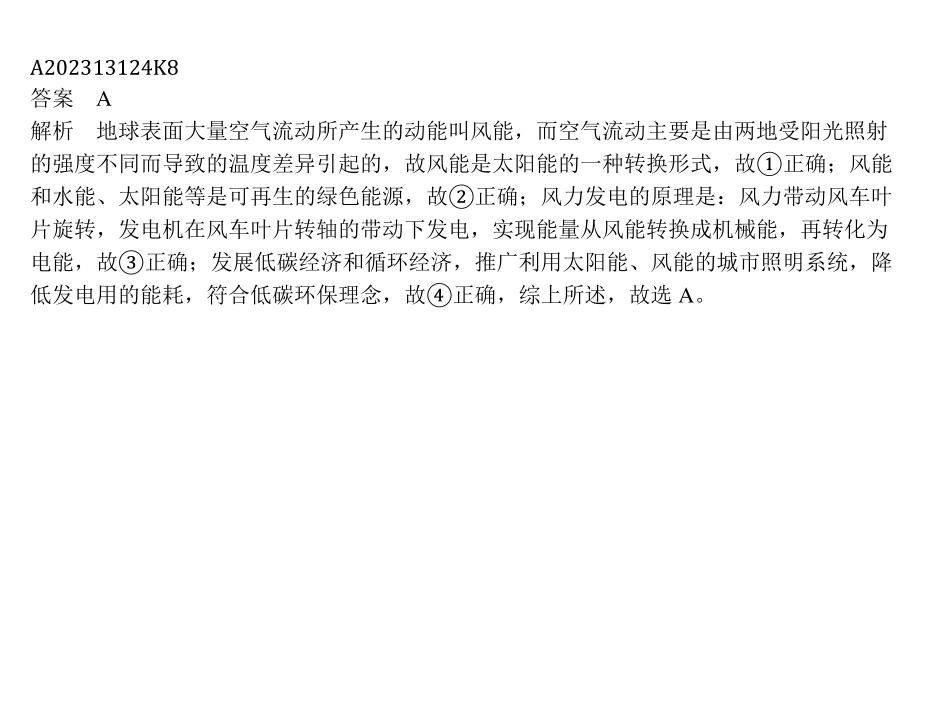 A202313124K8
答案　A
解析　地球表面大量空气流动所产生的动能叫风能，而空气流动主要是由两地受阳光照射
的强度不同而导致的温度差异引起的，故风能是太阳能的一种转换形式，故①正确；风能
和水能、太阳能等是可再生的绿色能源，故②正确；风力发电的原理是：风力带动风车叶
片旋转，发电机在风车叶片转轴的带动下发电，实现能量从风能转换成机械能，再转化为
电能，故③正确；发展低碳经济和循环经济，推广利用太阳能、风能的城市照明系统，降
低发电用的能耗，符合低碳环保理念，故④正确，综上所述，故选 A。